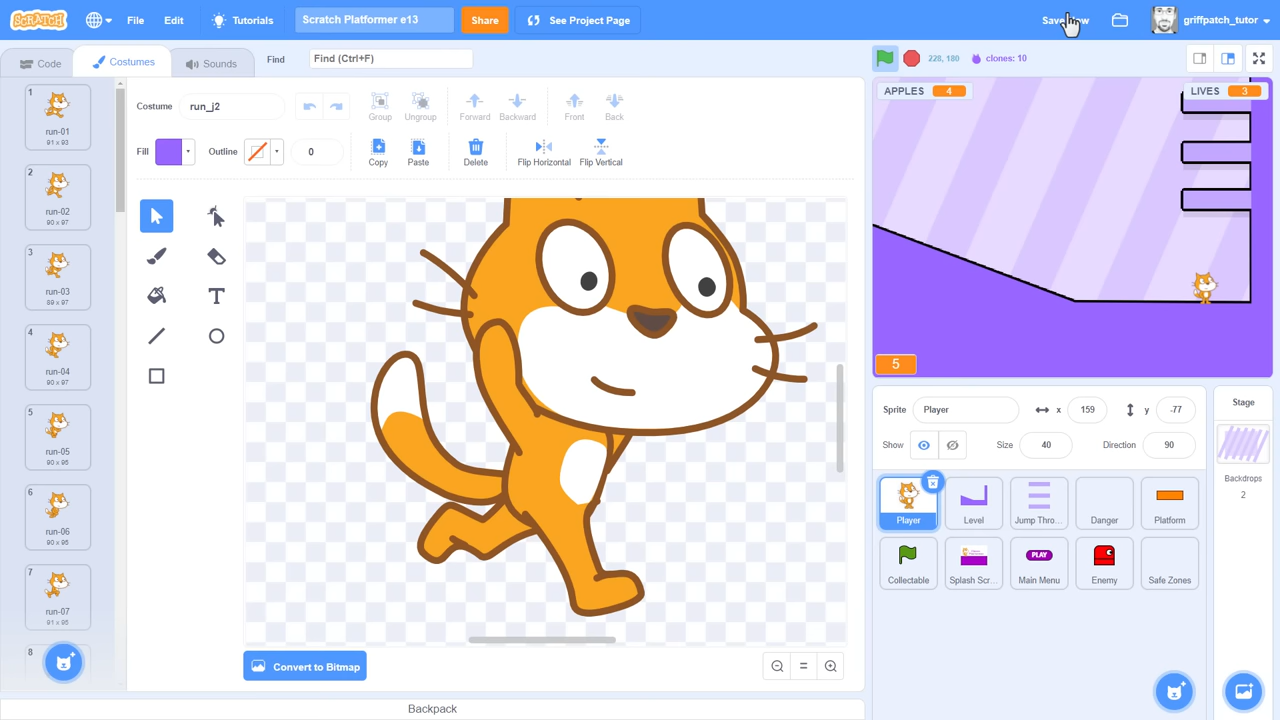 SCRATCH
File
Edit
Tutorials
Scratch Platformer e13
Share
See Project Page
griffpatch_tutor
Code
Costumes
Sounds
Find
Find (Ctrl+F)
228, 180
clones: 10
Costume
run_j2
Group
Ungroup
Forward
Backward
Front
Back
Fill
Outline
0
Copy
Paste
Delete
Flip Horizontal
Flip Vertical
1
run-01
91 x 93
2
run-02
90 x 97
3
run-03
89 x 97
4
run-04
90 x 97
5
run-05
90 x 96
6
run-06
90 x 95
7
run-07
91 x 95
8
Convert to Bitmap
Backpack
APPLES 4
LIVES 3
5
Sprite
Player
x
159
y
-77
Show
Size
40
Direction
90
Stage
Backdrops
2
Player
Level
Jump Thro...
Danger
Platform
Collectable
Splash Scr...
PLAY
Main Menu
Enemy
Safe Zones